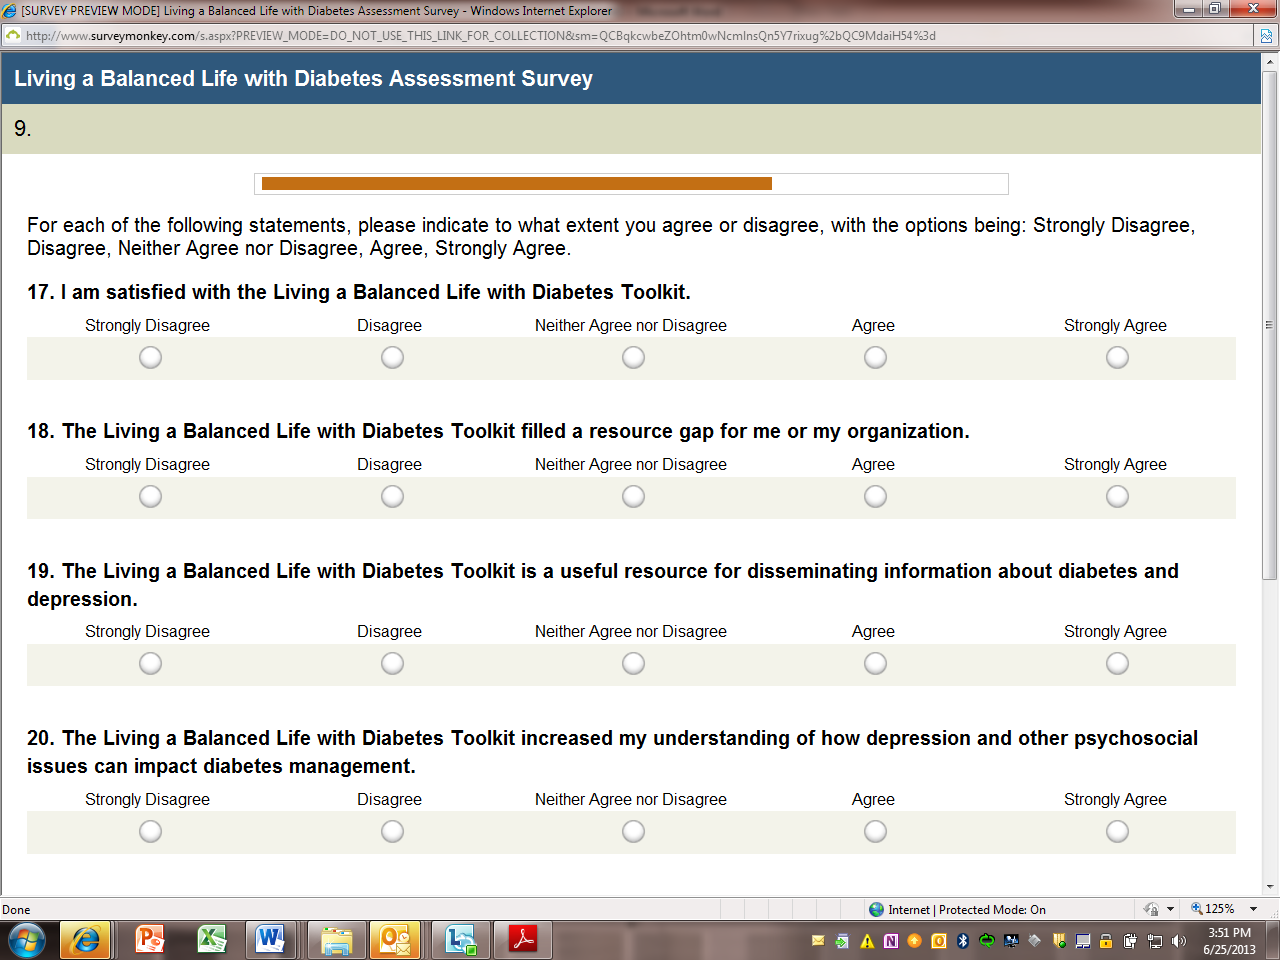 [SURVEY PREVIEW MODE] Living a Balanced Life with Diabetes Assessment Survey - Windows Internet Explorer
http://www.surveymonkey.com/s.aspx?PREVIEW_MODE=DO_NOT_USE_THIS_LINK_FOR_COLLECTION&sm=QCBqkcwbeZOhtm0wNcmInsQn5Y7rixug%2bQC9MdaiH54%3d
Living a Balanced Life with Diabetes Assessment Survey
9.
For each of the following statements, please indicate to what extent you agree or disagree, with the options being: Strongly Disagree,
Disagree, Neither Agree nor Disagree, Agree, Strongly Agree.
17. I am satisfied with the Living a Balanced Life with Diabetes Toolkit.
Strongly Disagree Disagree Neither Agree nor Disagree Agree Strongly Agree
18. The Living a Balanced Life with Diabetes Toolkit filled a resource gap for me or my organization.
Strongly Disagree Disagree Neither Agree nor Disagree Agree Strongly Agree
19. The Living a Balanced Life with Diabetes Toolkit is a useful resource for disseminating information about diabetes and
depression.
Strongly Disagree Disagree Neither Agree nor Disagree Agree Strongly Agree
20. The Living a Balanced Life with Diabetes Toolkit increased my understanding of how depression and other psychosocial
issues can impact diabetes management.
Strongly Disagree Disagree Neither Agree nor Disagree Agree Strongly Agree
Done Internet | Protected Mode: On 125%
3:51 PM
6/25/2013